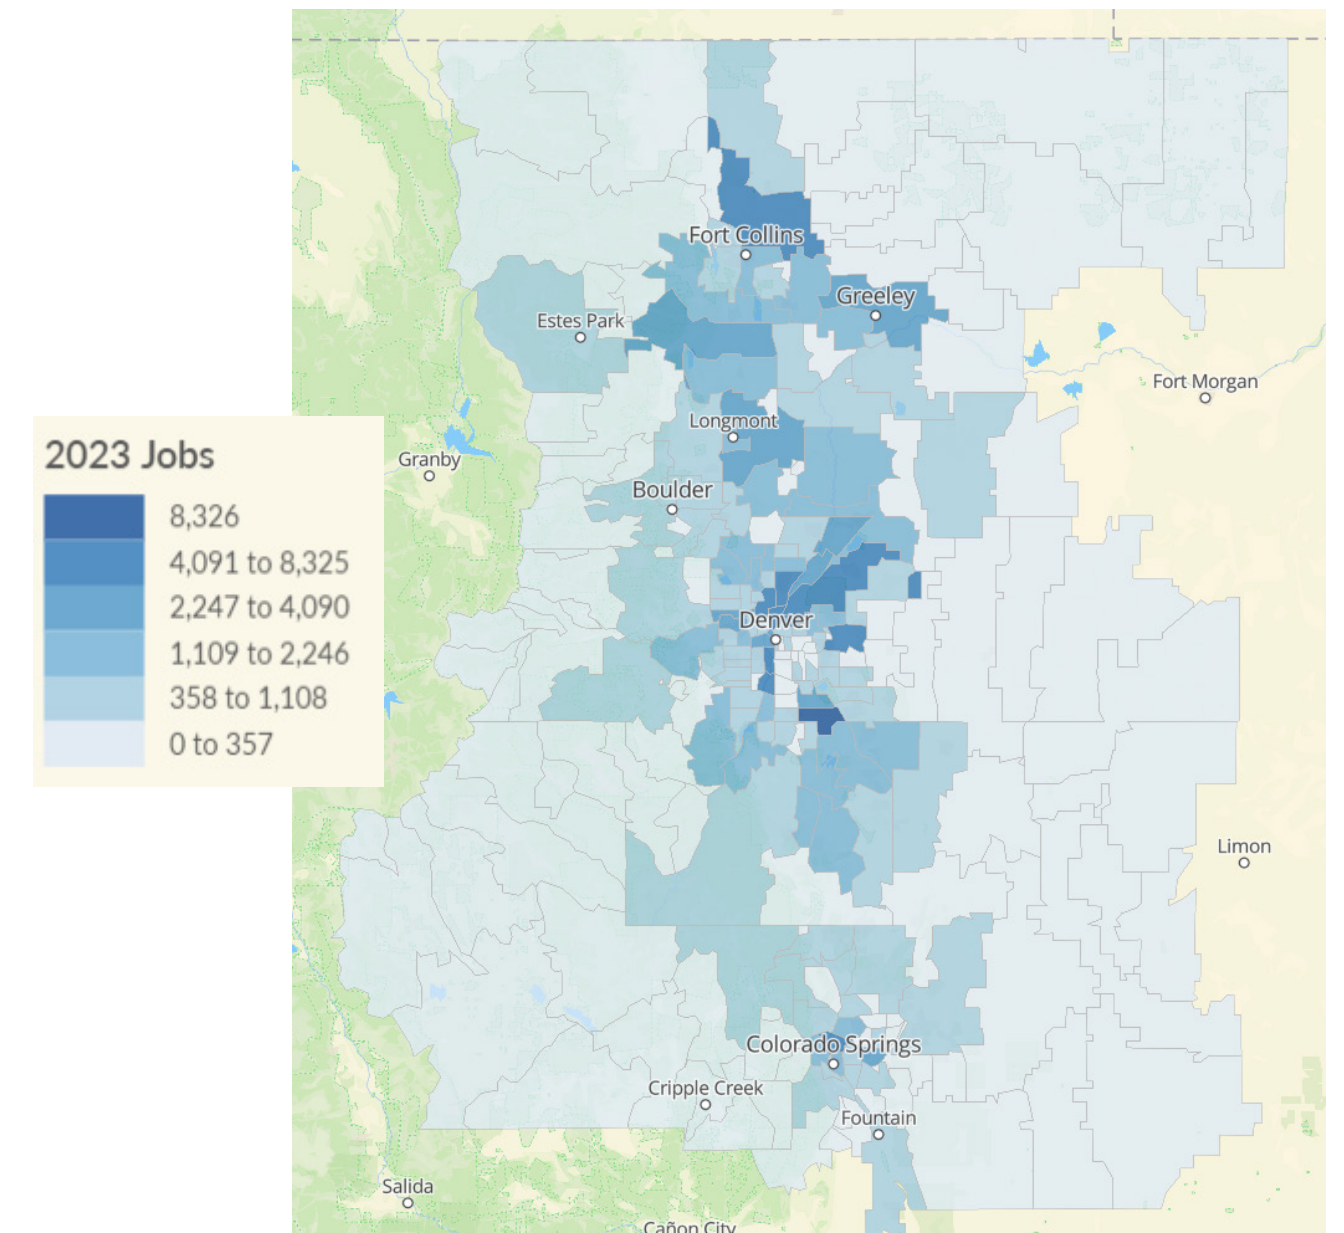 Fort Collins
Greeley
Estes Park
Fort Morgan
Longmont
2023 Jobs
Granby
Boulder
8,326
4,091 to 8,325
2,247 to 4,090
Denver
1,109 to 2,246
358 to 1,108
0 to 357
Limon
Colorado Springs
Cripple Creek
Fountain
Salida
Cañon City